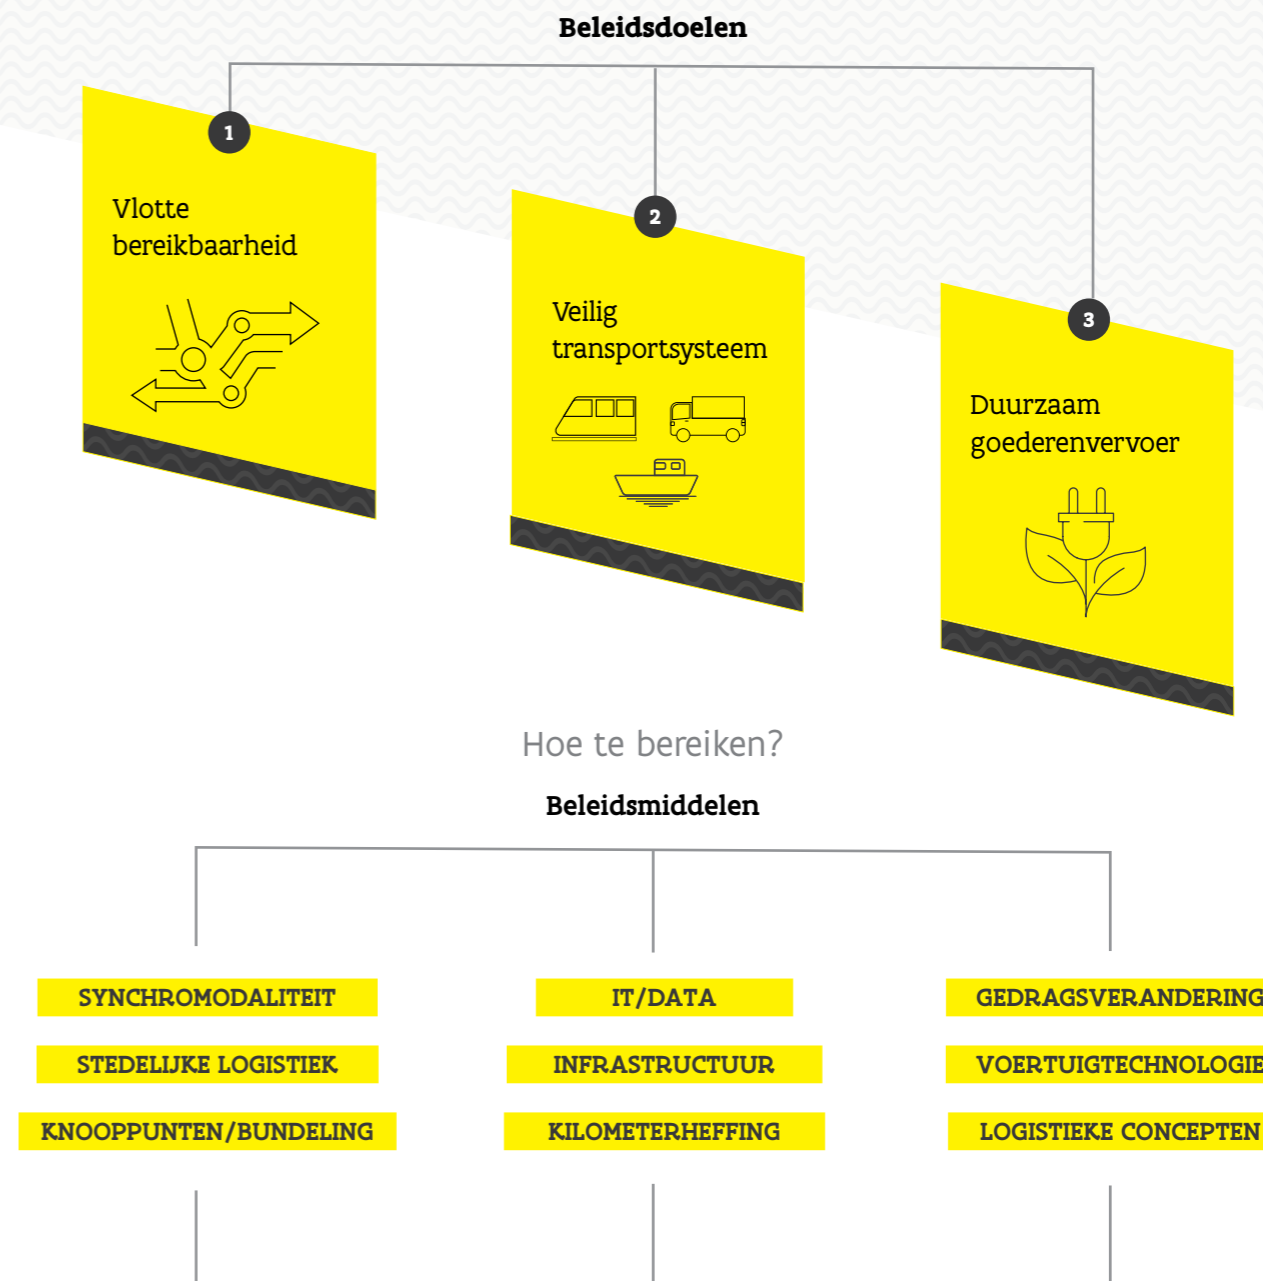 Beleidsdoelen
1
Vlotte
bereikbaarheid
2
Veilig
transportsysteem
3
Duurzaam
goederenvervoer
Hoe te bereiken?
Beleidsmiddelen
SYNCHROMODALITEIT
STEDELIJKE LOGISTIEK
KNOOPPUNTEN/BUNDELING
IT/DATA
INFRASTRUCTUUR
KILOMETERHEFFING
GEDRAGSVERANDERING
VOERTUIGTECHNOLOGIE
LOGISTIEKE CONCEPTEN